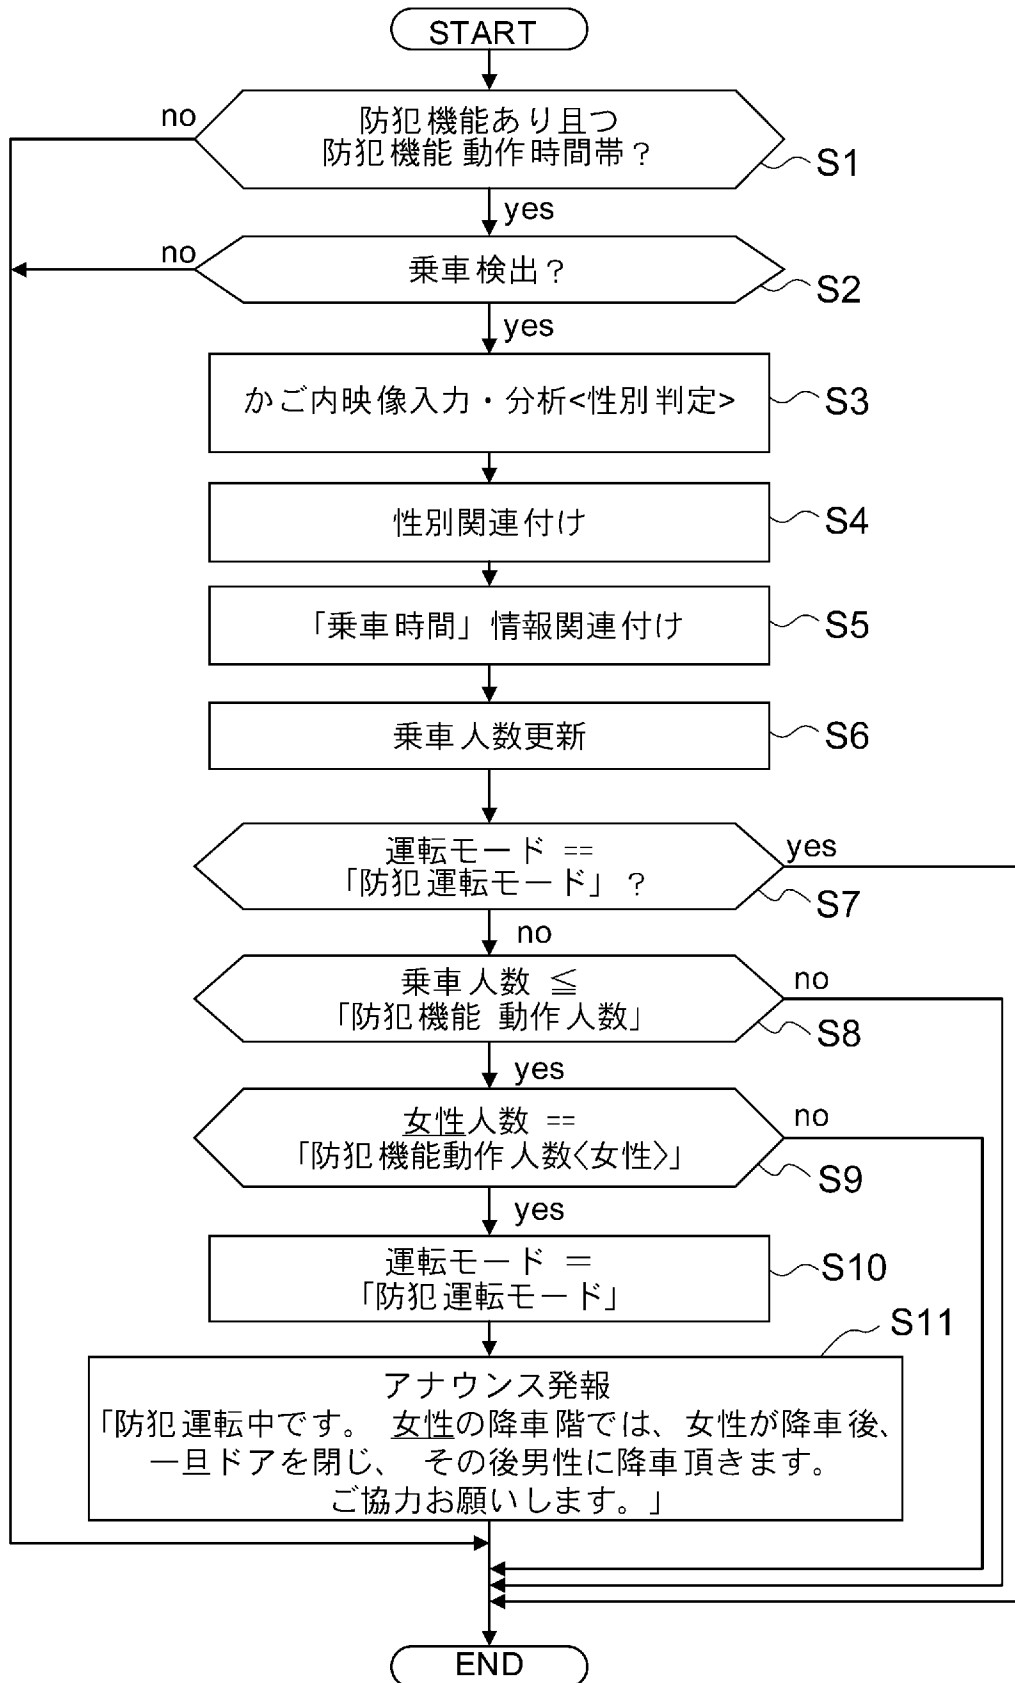 START
no
防犯機能あり且つ
防犯機能 動作時間帯？
S1
yes
no
乗車検出？
S2
yes
かご内映像入力・分析<性別判定>
S3
性別関連付け
S4
「乗車時間」情報関連付け
S5
乗車人数更新
S6
運転モード ==
「防犯運転モード」？
yes
S7
no
乗車人数 ≦
「防犯機能 動作人数」
no
S8
yes
女性人数 ==
「防犯機能動作人数〈女性〉」
no
S9
yes
運転モード ＝
「防犯運転モード」
S10
S11
アナウンス発報
「防犯運転中です。 女性の降車階では、女性が降車後、
一旦ドアを閉じ、 その後男性に降車頂きます。
ご協力お願いします。」
END